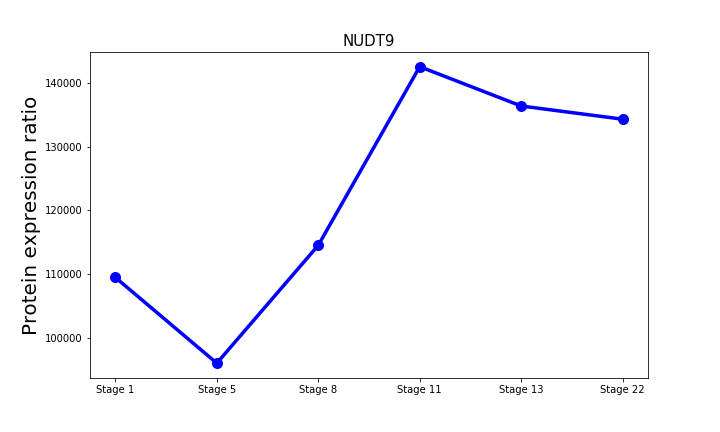 NUDT9
Protein expression ratio
140000
130000
120000
110000
100000
Stage 1
Stage 5
Stage 8
Stage 11
Stage 13
Stage 22